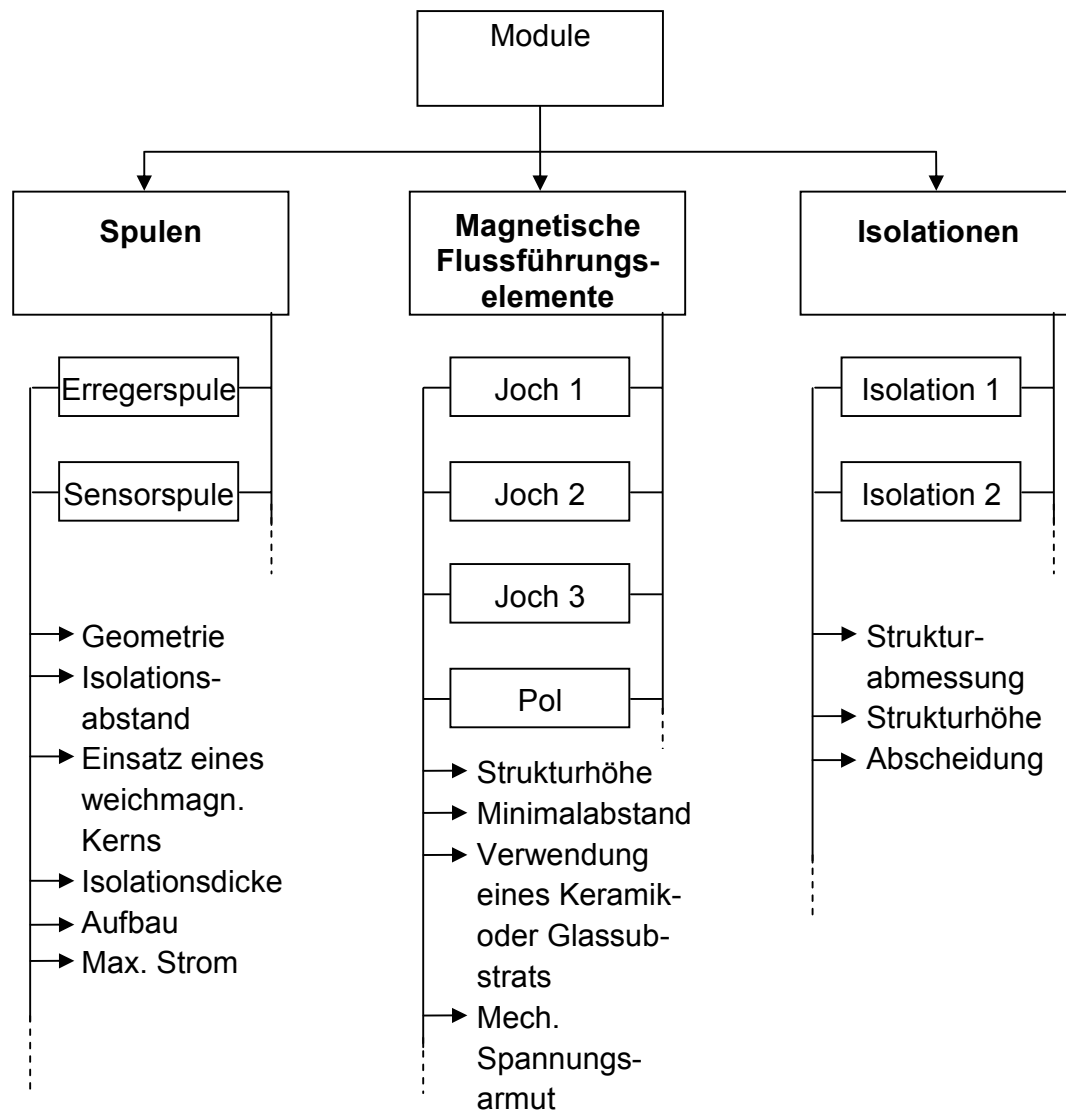 Module
Spulen
Magnetische
Flussführungs-
elemente
Isolationen
Erregerspule
Sensorspule
Geometrie
Isolations-
abstand
Einsatz eines
weichmagn.
Kerns
Isolationsdicke
Aufbau
Max. Strom
Joch 1
Joch 2
Joch 3
Pol
Strukturhöhe
Minimalabstand
Verwendung
eines Keramik-
oder Glassub-
strats
Mech.
Spannungs-
armut
Isolation 1
Isolation 2
Struktur-
abmessung
Strukturhöhe
Abscheidung